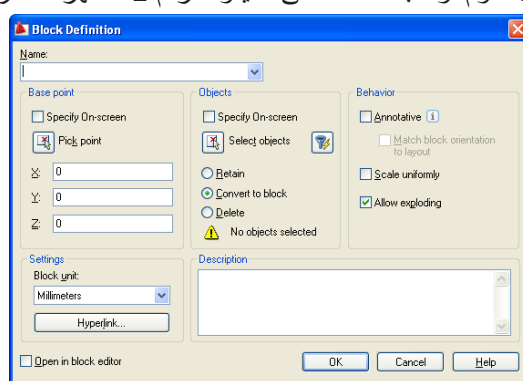 Block Definition
Name:
Base point
Specify On-screen
Pick point
X: 0
Y: 0
Z: 0
Objects
Specify On-screen
Select objects
Retain
Convert to block
Delete
No objects selected
Behavior
Annotative
Match block orientation
to layout
Scale uniformly
Allow exploding
Settings
Block unit:
Millimeters
Hyperlink...
Description
Open in block editor
OK
Cancel
Help